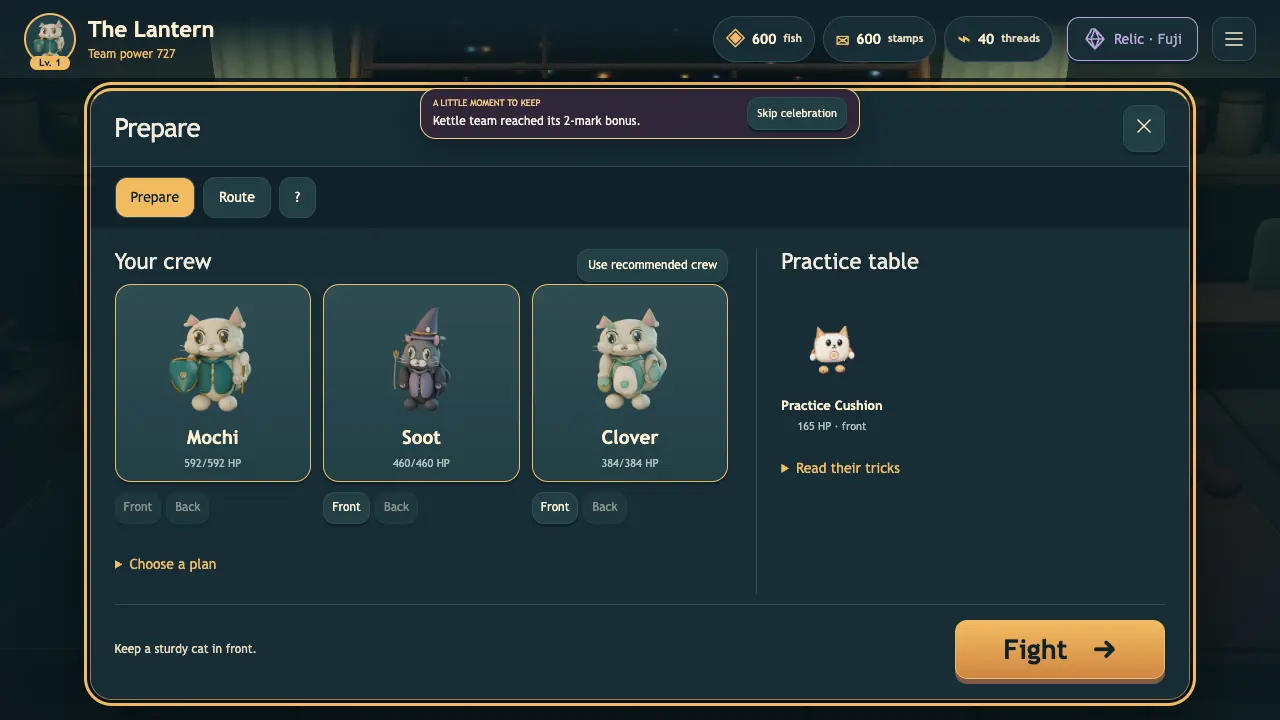 The Lantern
Team power 727
Lv. 1
600 fish
600 stamps
40 threads
Relic · Fuji
Prepare
A LITTLE MOMENT TO KEEP
Kettle team reached its 2-mark bonus.
Skip celebration
Prepare
Route
?
Your crew
Use recommended crew
Mochi
592/592 HP
Front
Back
Soot
460/460 HP
Front
Back
Clover
384/384 HP
Front
Back
Choose a plan
Practice table
Practice Cushion
165 HP · front
Read their tricks
Keep a sturdy cat in front.
Fight